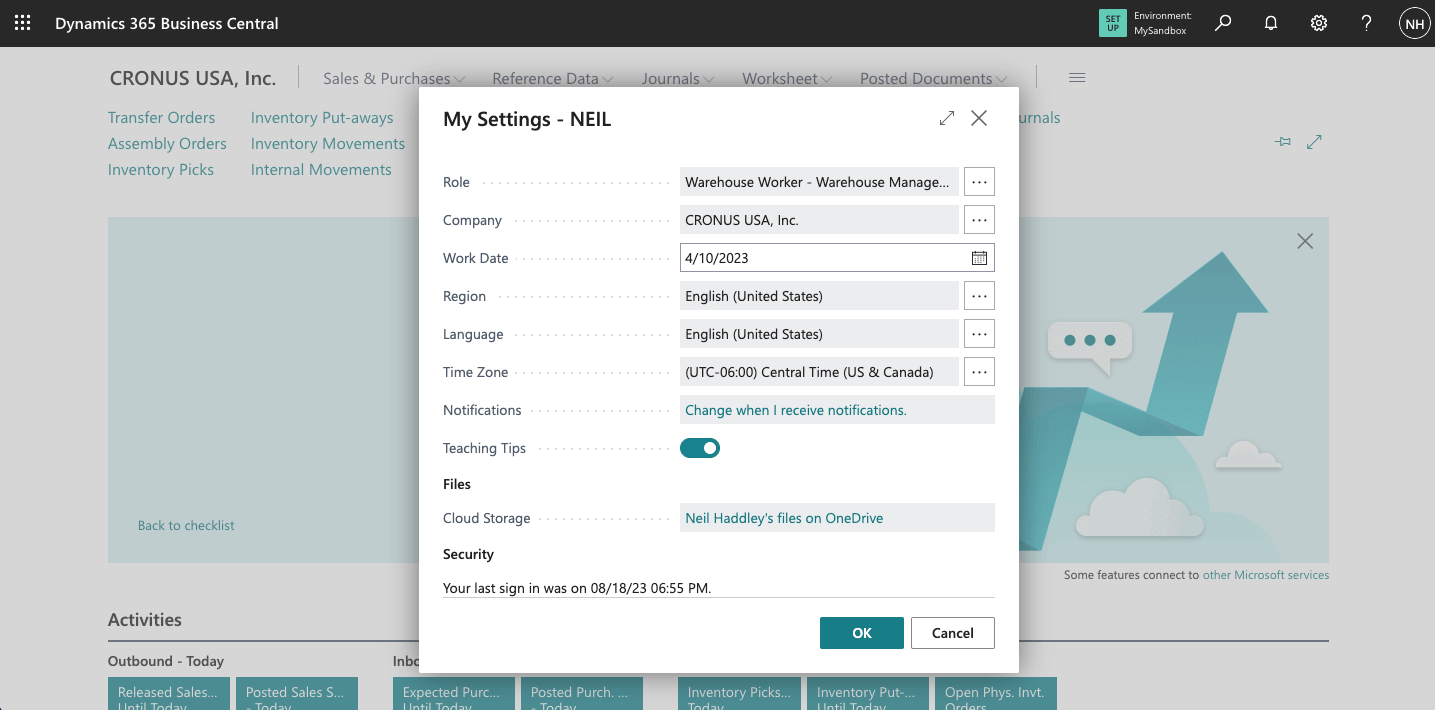 Dynamics 365 Business Central
SET UP
Environment:
MySandbox
NH
CRONUS USA, Inc.
Sales & Purchases
Reference Data
Journals
Worksheet
Posted Documents
Transfer Orders
Inventory Put-aways
Assembly Orders
Inventory Movements
Inventory Picks
Internal Movements
My Settings - NEIL
Role
Warehouse Worker - Warehouse Manage...
Company
CRONUS USA, Inc.
Work Date
4/10/2023
Region
English (United States)
Language
English (United States)
Time Zone
(UTC-06:00) Central Time (US & Canada)
Notifications
Change when I receive notifications.
Teaching Tips
Files
Cloud Storage
Neil Haddley's files on OneDrive
Security
Your last sign in was on 08/18/23 06:55 PM.
OK
Cancel
Back to checklist
Some features connect to other Microsoft services
Activities
Outbound - Today
Released Sales...
Until Today
Posted Sales S...
- Today
Expected Purc...
Until Today
Posted Purch. ...
- Today
Inventory Picks...
Today
Inventory Put-...
Until Today
Open Phys. Invt.
Orders